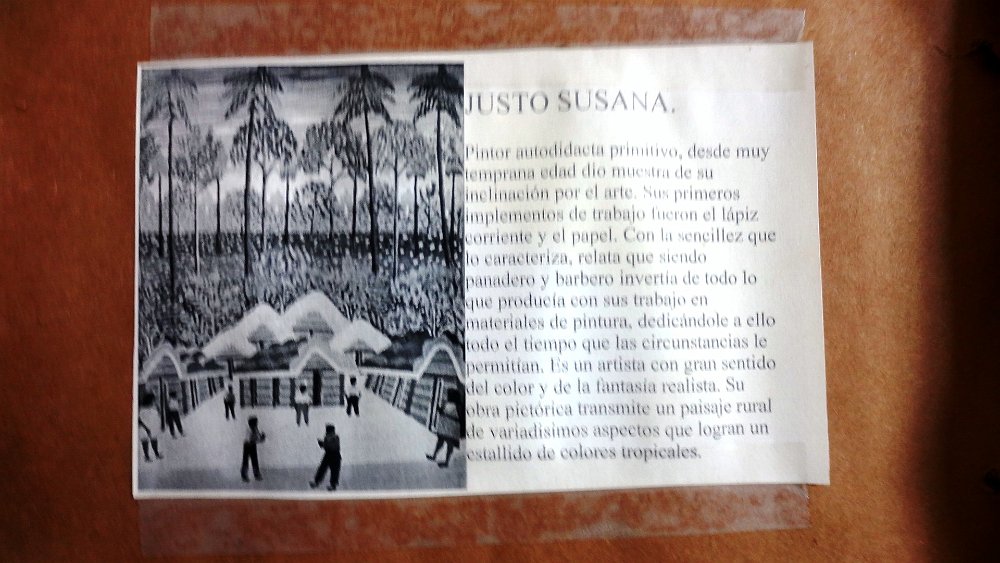 JUSTO SUSANA.
Pintor autodidacta primitivo, desde muy
temprana edad dio muestra de su
inclinación por el arte. Sus primeros
implementos de trabajo fueron el lápiz
corriente y el papel. Con la sencillez que
lo caracteriza, relata que siendo
panadero y barbero invertía de todo lo
que producía con sus trabajo en
materiales de pintura, dedicándole a ello
todo el tiempo que las circunstancias le
permitían. Es un artista con gran sentido
del color y de la fantasía realista. Su
obra pictórica transmite un paisaje rural
de variadisimos aspectos que logran un
estallido de colores tropicales.